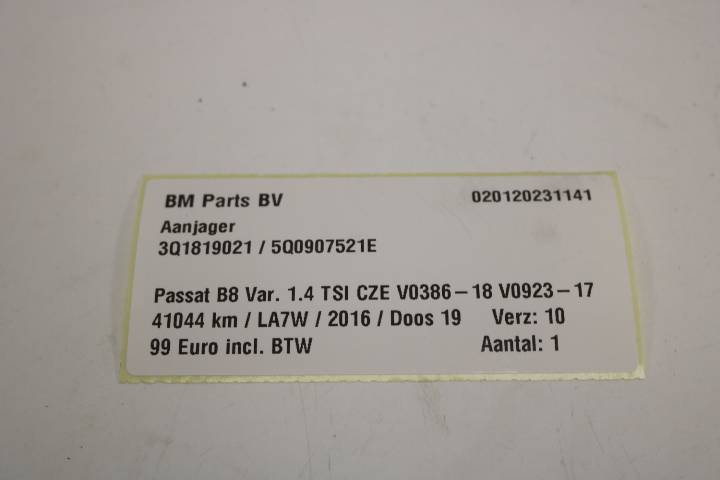 BM Parts BV 020120231141
Aanjager
3Q1819021 / 5Q0907521E
Passat B8 Var. 1.4 TSI CZE V0386-18 V0923-17
41044 km / LA7W / 2016 / Doos 19 Verz: 10
99 Euro incl. BTW Aantal: 1